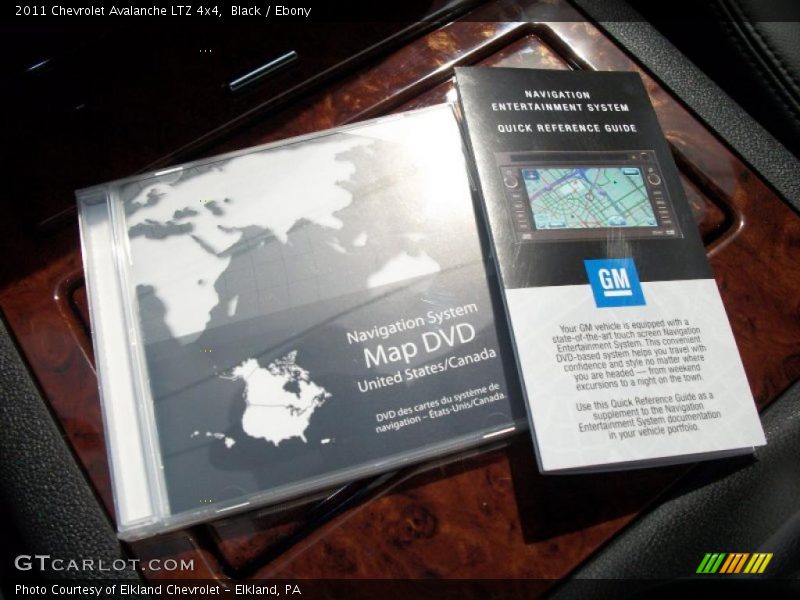 2011 Chevrolet Avalanche LTZ 4x4, Black / Ebony
Navigation System
Map DVD
United States/Canada
DVD des cartes du système de
navigation – États-Unis/Canada
NAVIGATION
ENTERTAINMENT SYSTEM
QUICK REFERENCE GUIDE
GM
Your GM vehicle is equipped with a
state-of-the-art touch screen Navigation
Entertainment System. This convenient
DVD-based system helps you travel with
confidence and style no matter where
you are headed — from weekend
excursions to a night on the town.
Use this Quick Reference Guide as a
supplement to the Navigation
Entertainment System documentation
in your vehicle portfolio.
GTCARLOT.COM
Photo Courtesy of Elkland Chevrolet – Elkland, PA